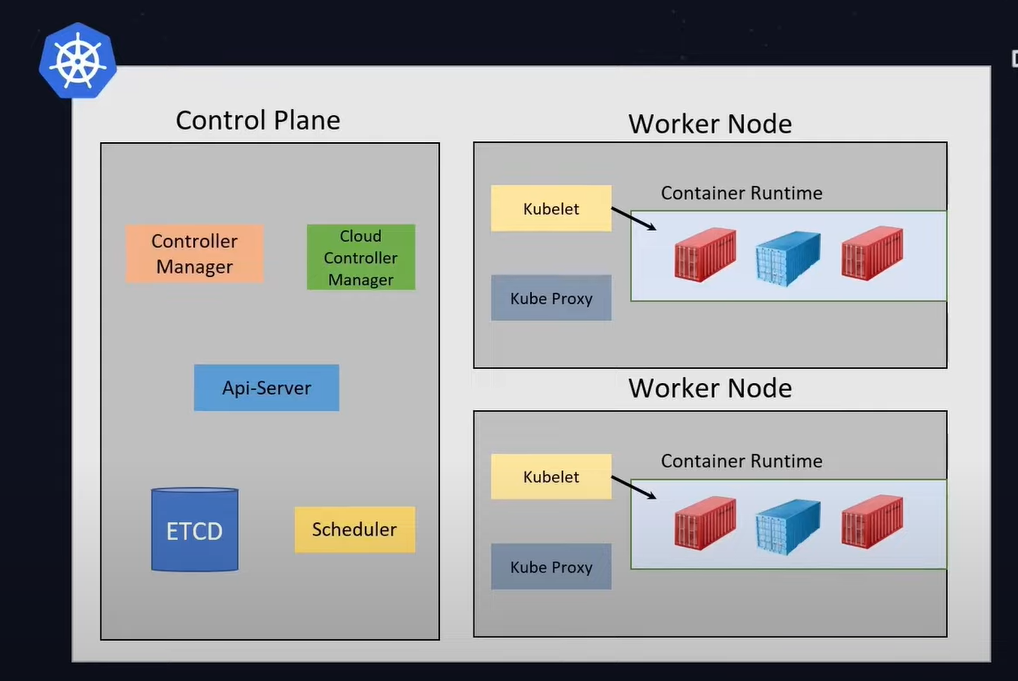 Control Plane
Controller
Manager
Cloud
Controller
Manager
Api-Server
ETCD
Scheduler
Worker Node
Kubelet
Container Runtime
Kube Proxy
Worker Node
Kubelet
Container Runtime
Kube Proxy